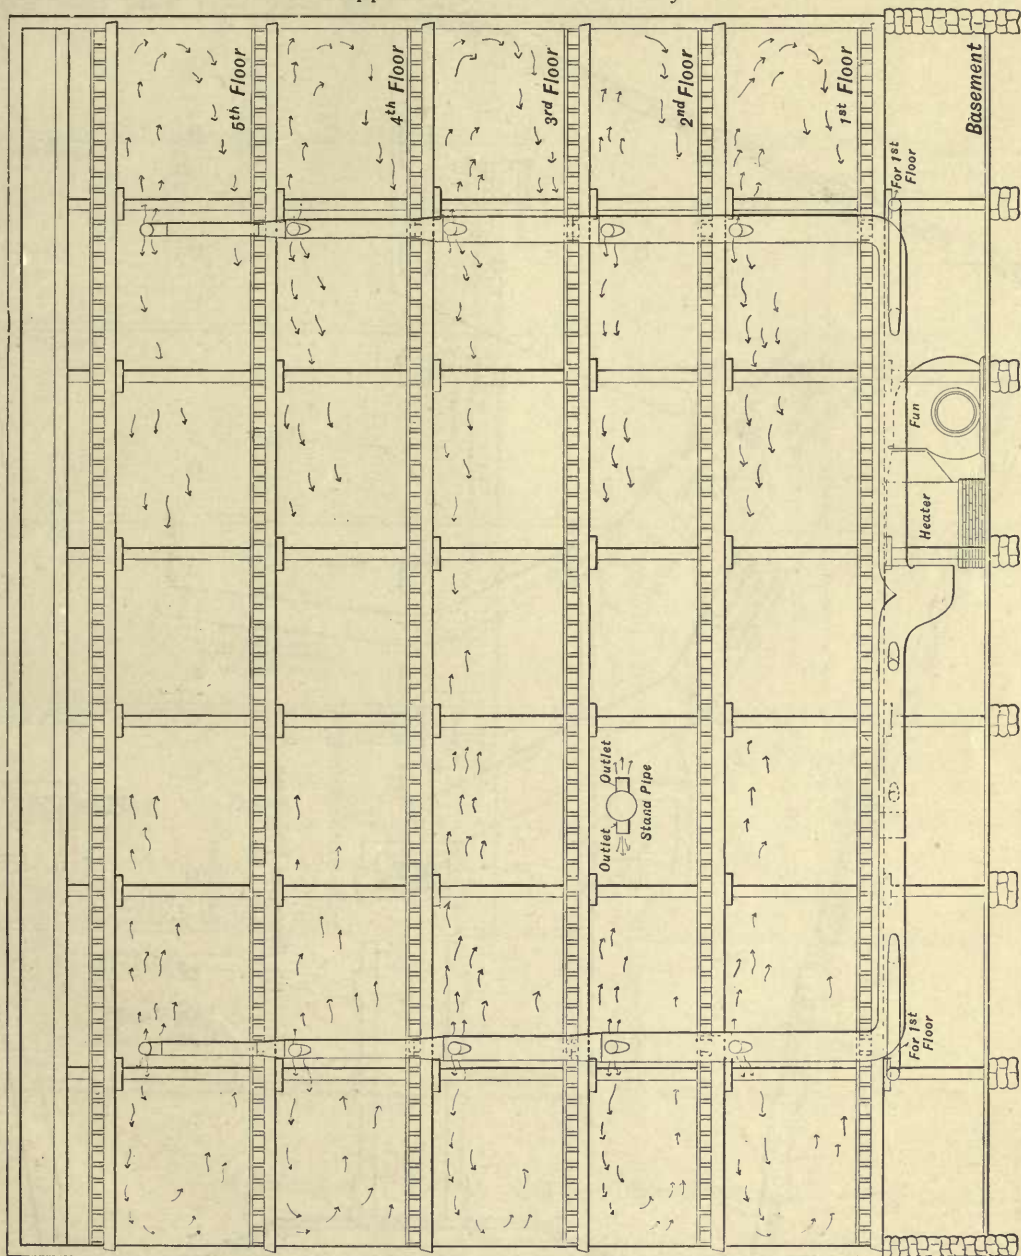 5th Floor
4th Floor
3rd Floor
2nd Floor
1st Floor
Basement
For 1st
Floor
Fun
Heater
Outlet
Outlet
Stand Pipe
For 1st
Floor